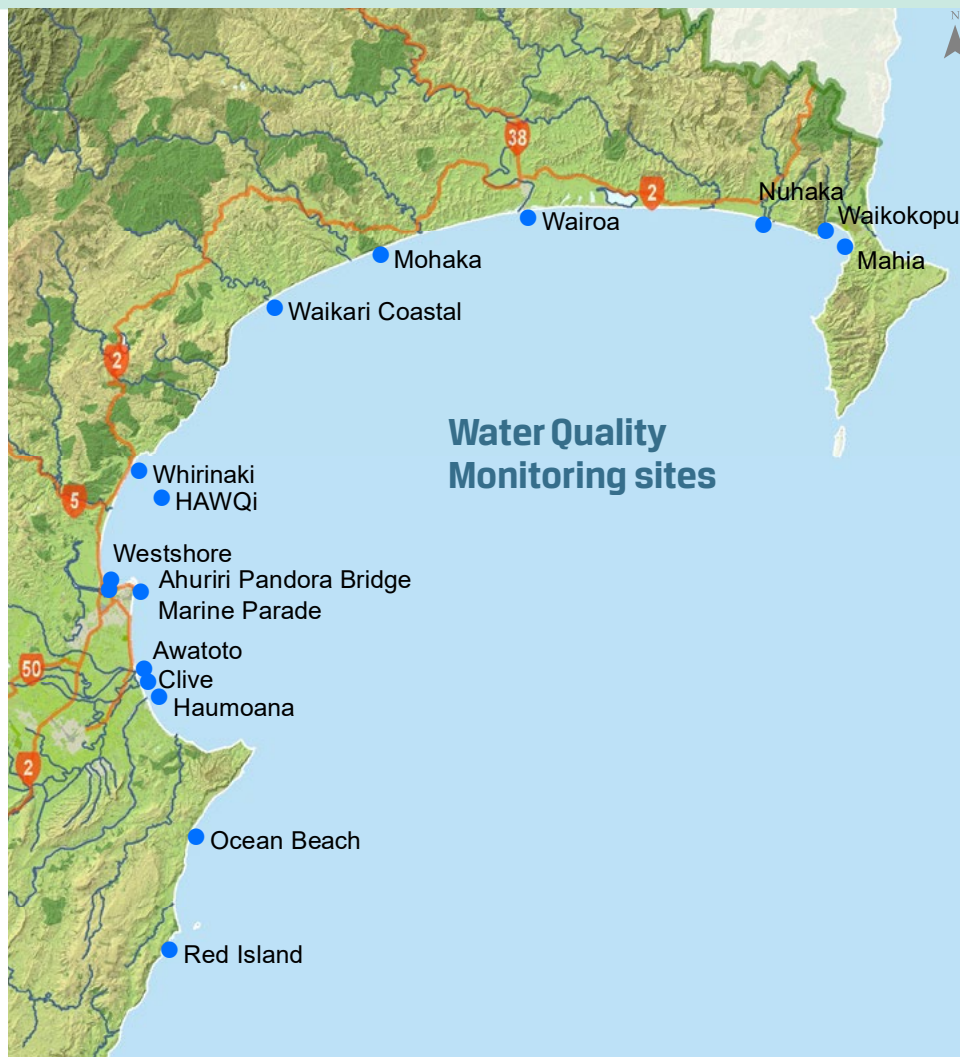 N
38
2
Nuhaka
Waikokopu
Wairoa
Mahia
Mohaka
Waikari Coastal
2
Water Quality
Monitoring sites
Whirinaki
HAWQi
5
Westshore
Ahuriri Pandora Bridge
Marine Parade
Awatoto
50
Clive
Haumoana
2
Ocean Beach
Red Island